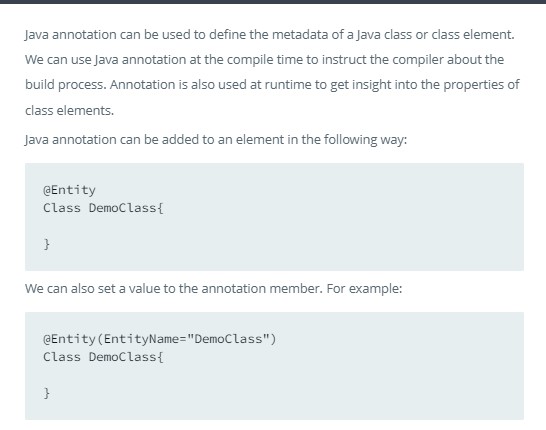 Java annotation can be used to define the metadata of a Java class or class element.
We can use Java annotation at the compile time to instruct the compiler about the
build process. Annotation is also used at runtime to get insight into the properties of
class elements.
Java annotation can be added to an element in the following way:
@Entity
Class DemoClass{
}
We can also set a value to the annotation member. For example:
@Entity(EntityName="DemoClass")
Class DemoClass{
}